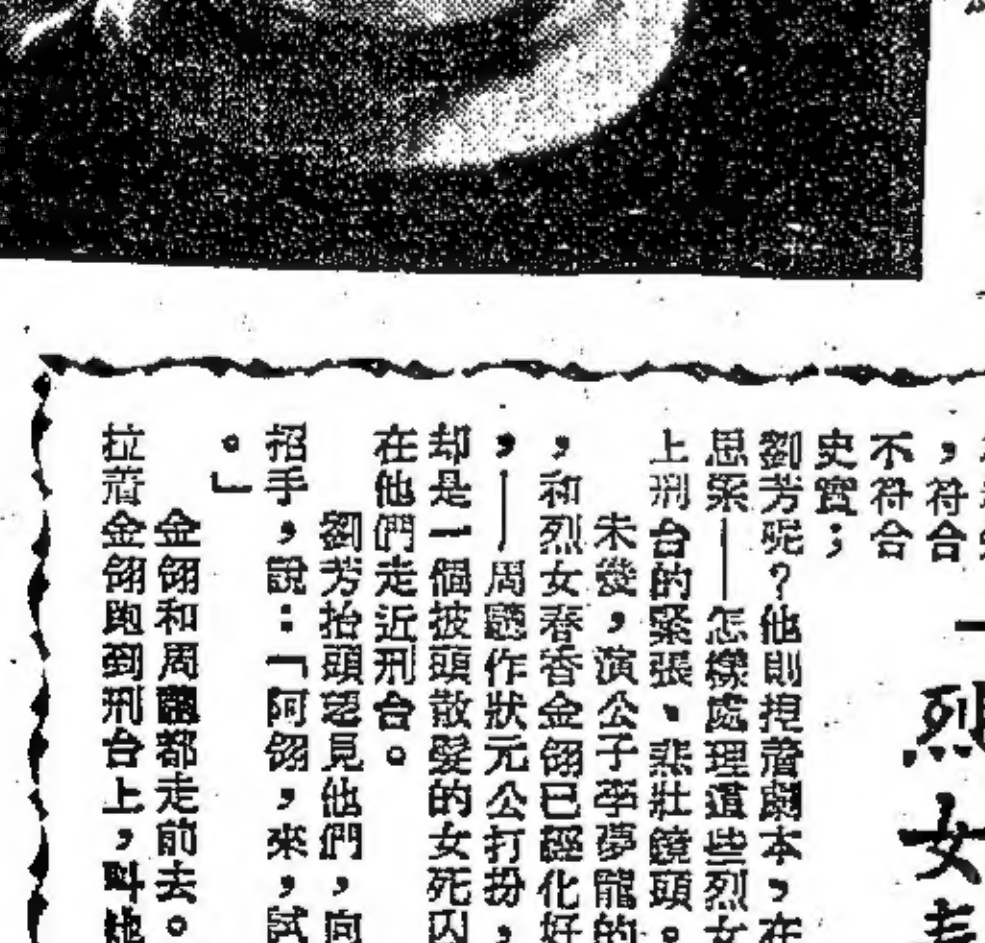 一烈女
，符合
不符合
史實；
劉芳呢？他則揑着劇本，在
思索——怎樣處理這些烈女
上刑台的緊張、悲壯鏡頭。
未幾，演公子李夢龍的
，和烈女春香金翎已經化好
，——周驄作狀元公打扮，
却是一個披頭散髮的女死囚
在他們走近刑台。
劉芳抬頭望見他們，向
招手，說：「阿翎，來，試
。」
金翎和周驄都走前去。
拉着金翎跑到刑台上，叫她